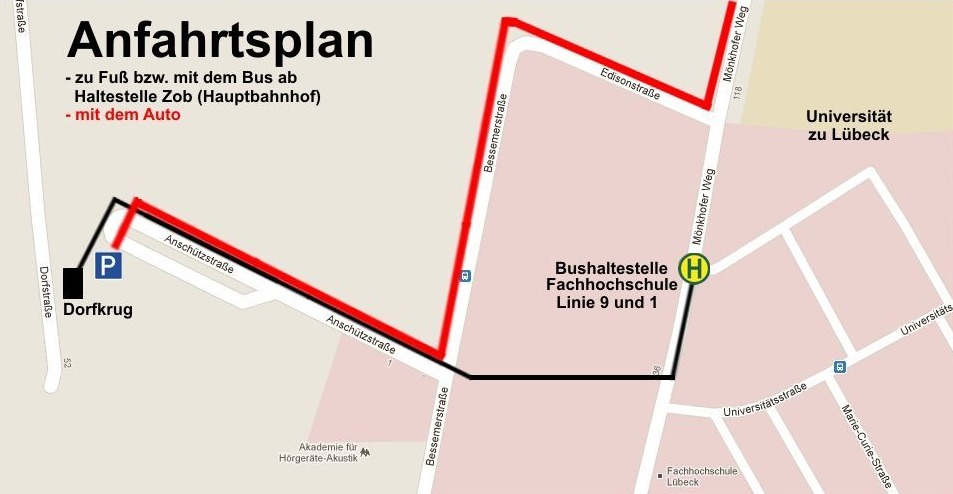 Anfahrtsplan
- zu Fuß bzw. mit dem Bus ab
Haltestelle Zob (Hauptbahnhof)
- mit dem Auto
Mönkhofer Weg
118
Edisonstraße
Bessemerstraße
Universität
zu Lübeck
Mönkhofer Weg
Anschützstraße
P
Dorfstraße
Dorfkrug
Bushaltestelle
Fachhochschule
Linie 9 und 1
H
Anschützstraße
1
52
36
Universitätsstraße
Marie-Curie-Straße
Bessemerstraße
Akademie für
Hörgeräte-Akustik
Fachhochschule
Lübeck